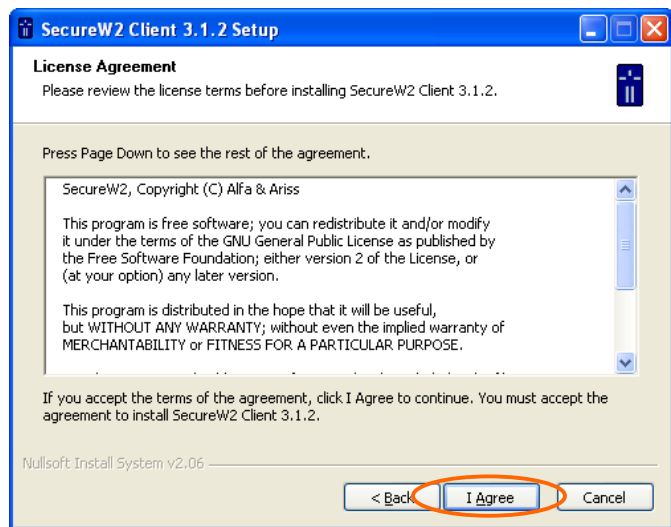 SecureW2 Client 3.1.2 Setup
License Agreement
Please review the license terms before installing SecureW2 Client 3.1.2.
Press Page Down to see the rest of the agreement.
SecureW2, Copyright (C) Alfa & Ariss
This program is free software; you can redistribute it and/or modify
it under the terms of the GNU General Public License as published by
the Free Software Foundation; either version 2 of the License, or
(at your option) any later version.
This program is distributed in the hope that it will be useful,
but WITHOUT ANY WARRANTY; without even the implied warranty of
MERCHANTABILITY or FITNESS FOR A PARTICULAR PURPOSE.
If you accept the terms of the agreement, click I Agree to continue. You must accept the
agreement to install SecureW2 Client 3.1.2.
Nullsoft Install System v2.06
< Back I Agree Cancel